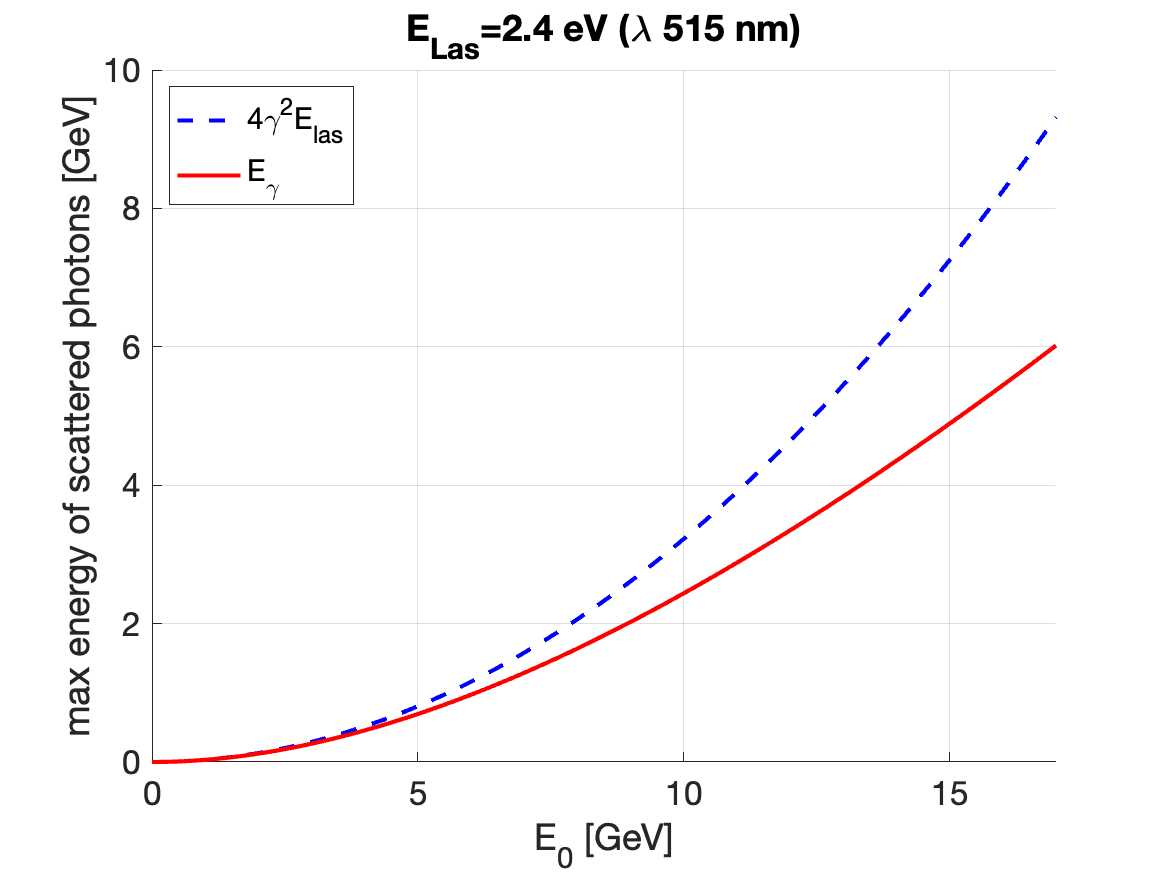 E_Las=2.4 eV (λ 515 nm)
4γ²E_las
E_γ
max energy of scattered photons [GeV]
10
8
6
4
2
0
0 5 10 15
E_0 [GeV]